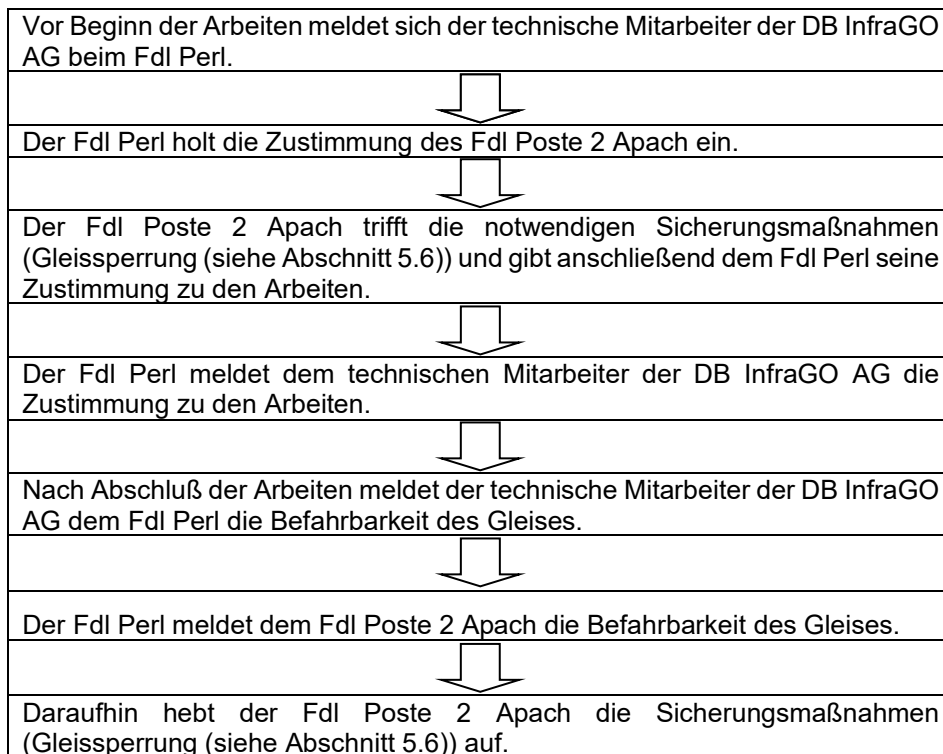 Vor Beginn der Arbeiten meldet sich der technische Mitarbeiter der DB InfraGO
AG beim Fdl Perl.
Der Fdl Perl holt die Zustimmung des Fdl Poste 2 Apach ein.
Der Fdl Poste 2 Apach trifft die notwendigen Sicherungsmaßnahmen
(Gleissperrung (siehe Abschnitt 5.6)) und gibt anschließend dem Fdl Perl seine
Zustimmung zu den Arbeiten.
Der Fdl Perl meldet dem technischen Mitarbeiter der DB InfraGO AG die
Zustimmung zu den Arbeiten.
Nach Abschluß der Arbeiten meldet der technische Mitarbeiter der DB InfraGO
AG dem Fdl Perl die Befahrbarkeit des Gleises.
Der Fdl Perl meldet dem Fdl Poste 2 Apach die Befahrbarkeit des Gleises.
Daraufhin hebt der Fdl Poste 2 Apach die Sicherungsmaßnahmen
(Gleissperrung (siehe Abschnitt 5.6)) auf.